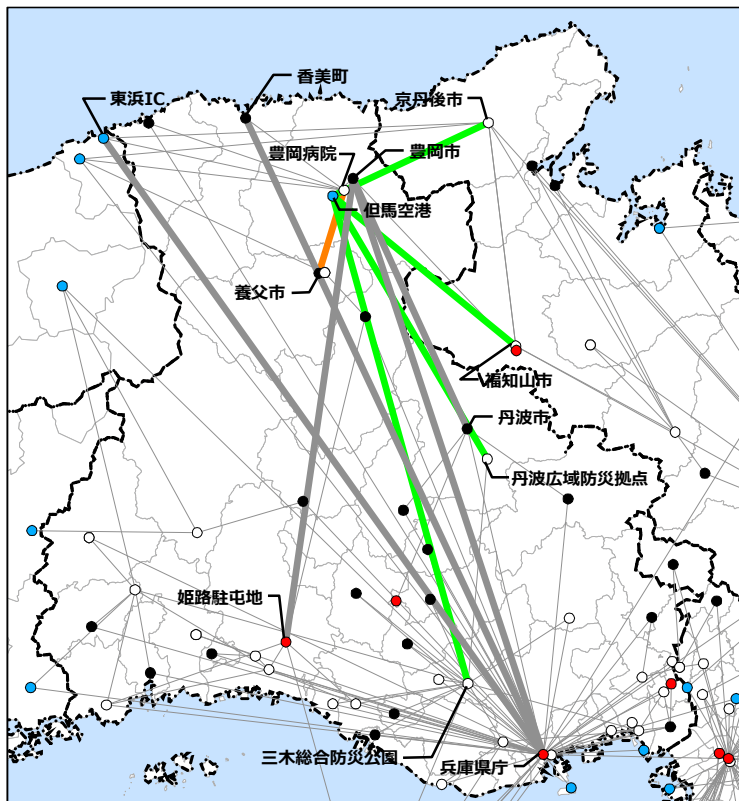 香美町
東浜IC
京丹後市
豊岡病院
豊岡市
但馬空港
養父市
福知山市
丹波市
丹波広域防災拠点
姫路駐屯地
三木総合防災公園
兵庫県庁